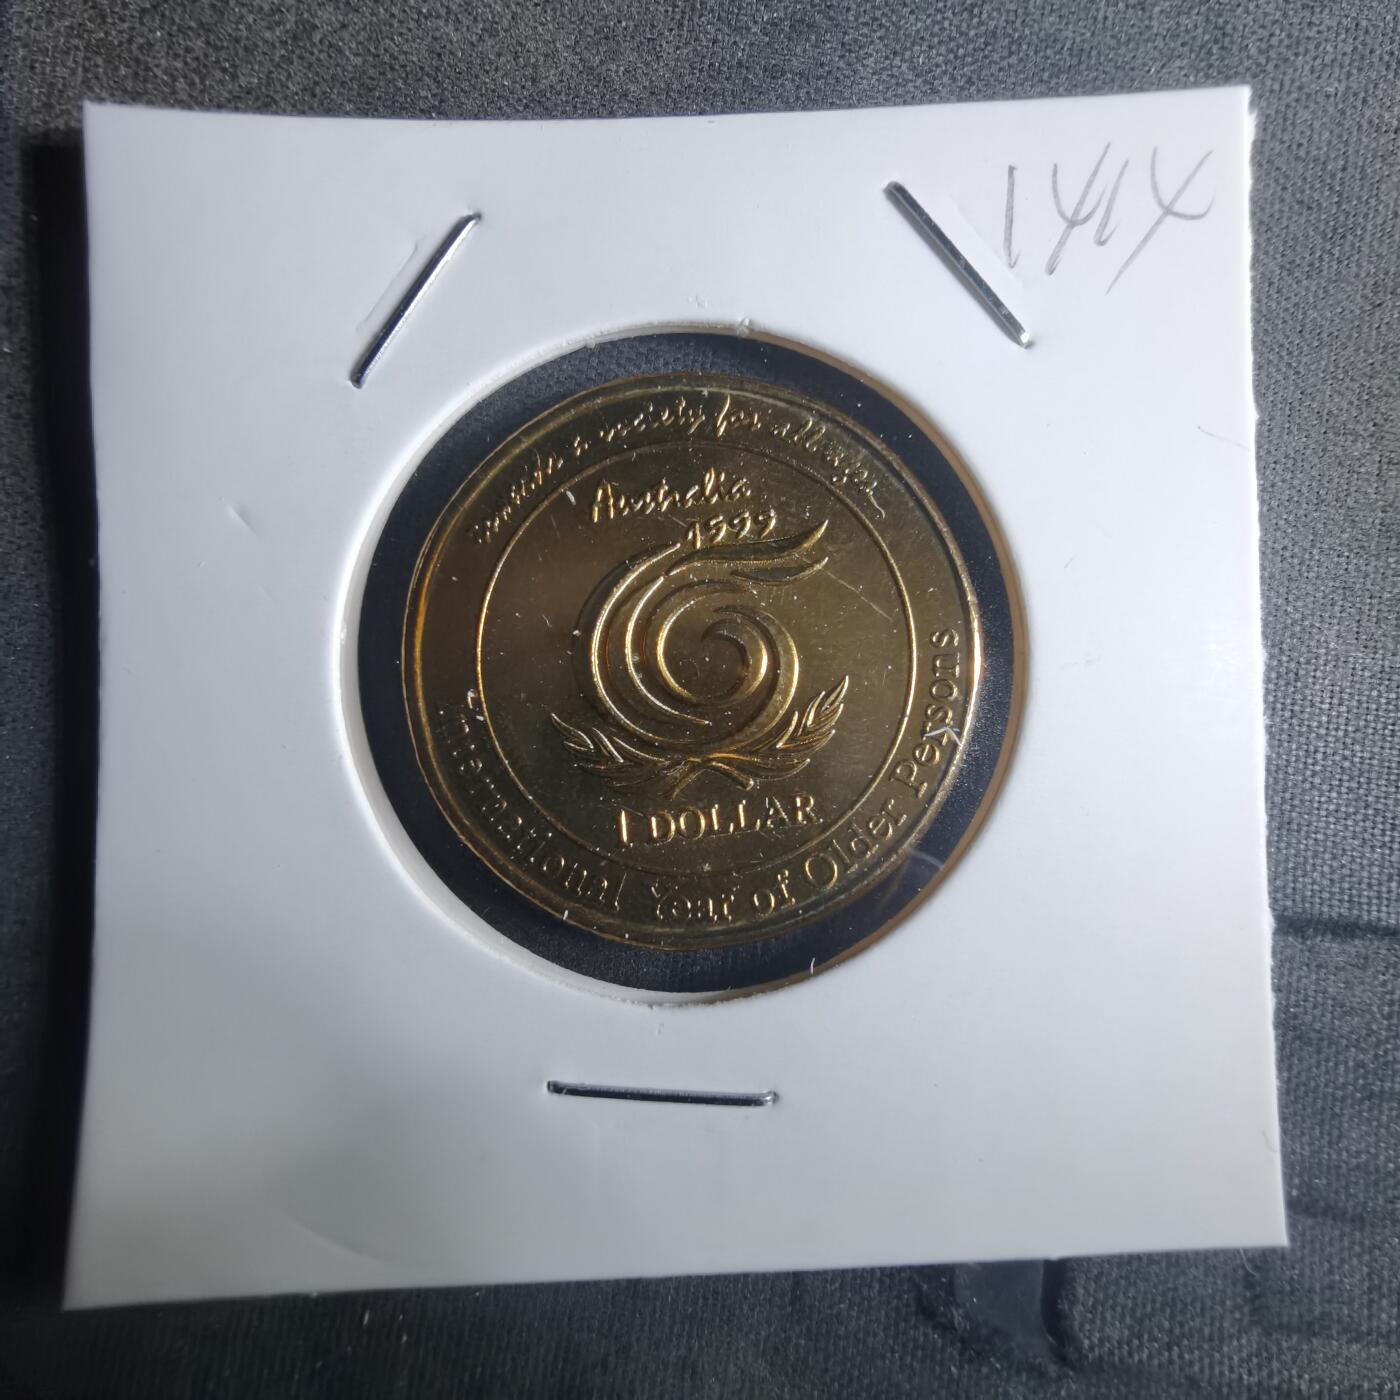 1414
towards a society for all ages
Australia
1999
1 DOLLAR
International Year of Older Persons